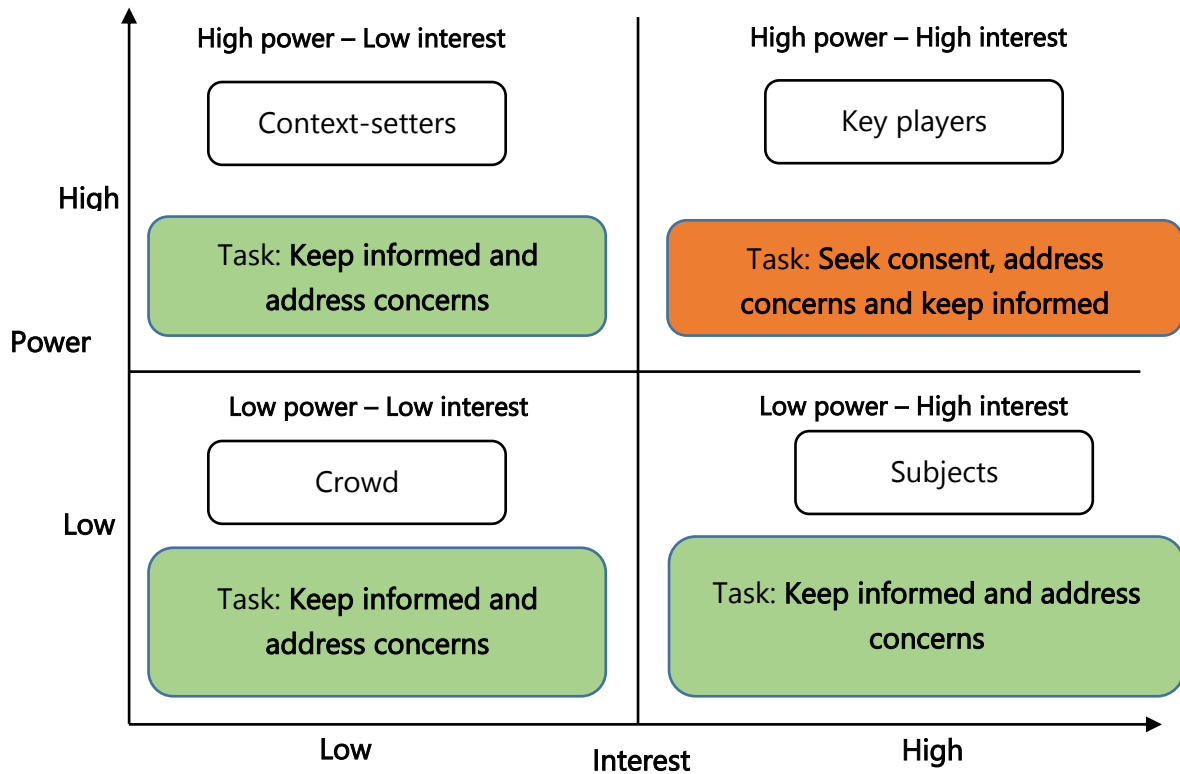 High power – Low interest
High power – High interest
Context-setters
Key players
High
Task: Keep informed and
address concerns
Task: Seek consent, address
concerns and keep informed
Power
Low power – Low interest
Low power – High interest
Crowd
Subjects
Low
Task: Keep informed and
address concerns
Task: Keep informed and address
concerns
Low
Interest
High